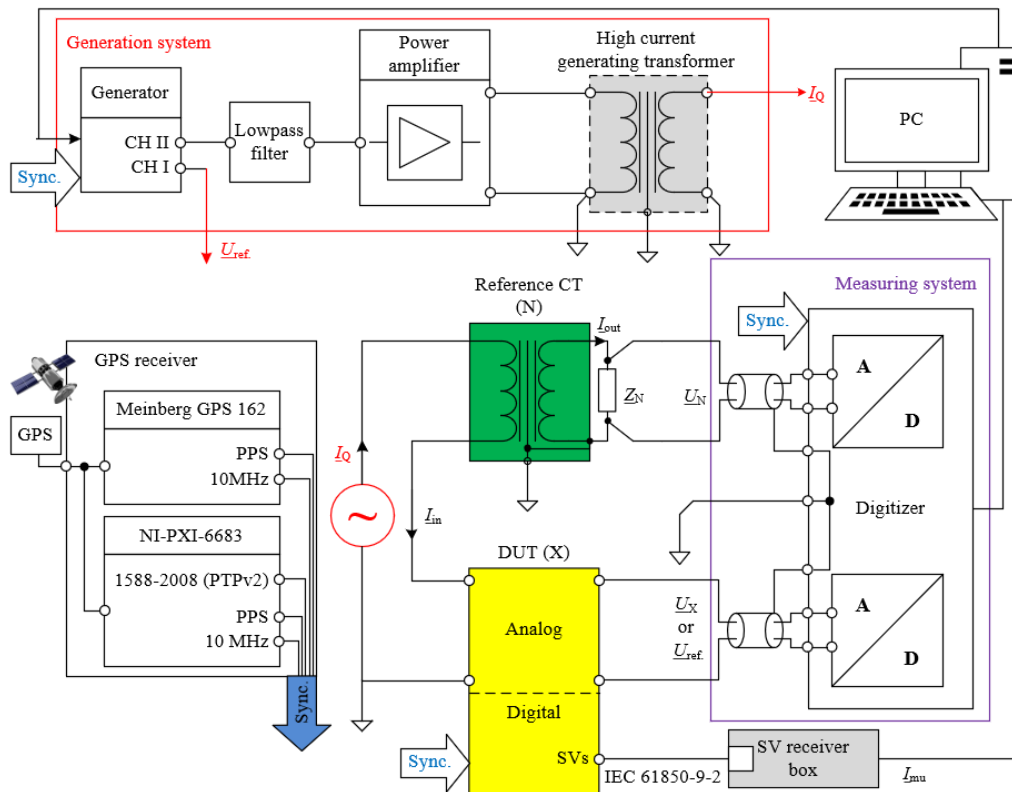 Generation system
Generator
CH II
CH I
Sync.
Lowpass
filter
Power
amplifier
High current
generating transformer
I_Q
U_ref.
PC
GPS receiver
GPS
Meinberg GPS 162
PPS
10MHz
NI-PXI-6683
1588-2008 (PTPv2)
PPS
10 MHz
Sync.
Reference CT
(N)
I_out
Z_N
U_N
I_Q
~
I_in
DUT (X)
Analog
Digital
SVs
Sync.
U_X
or
U_ref.
Measuring system
Sync.
A
D
Digitizer
A
D
IEC 61850-9-2
SV receiver
box
I_mu